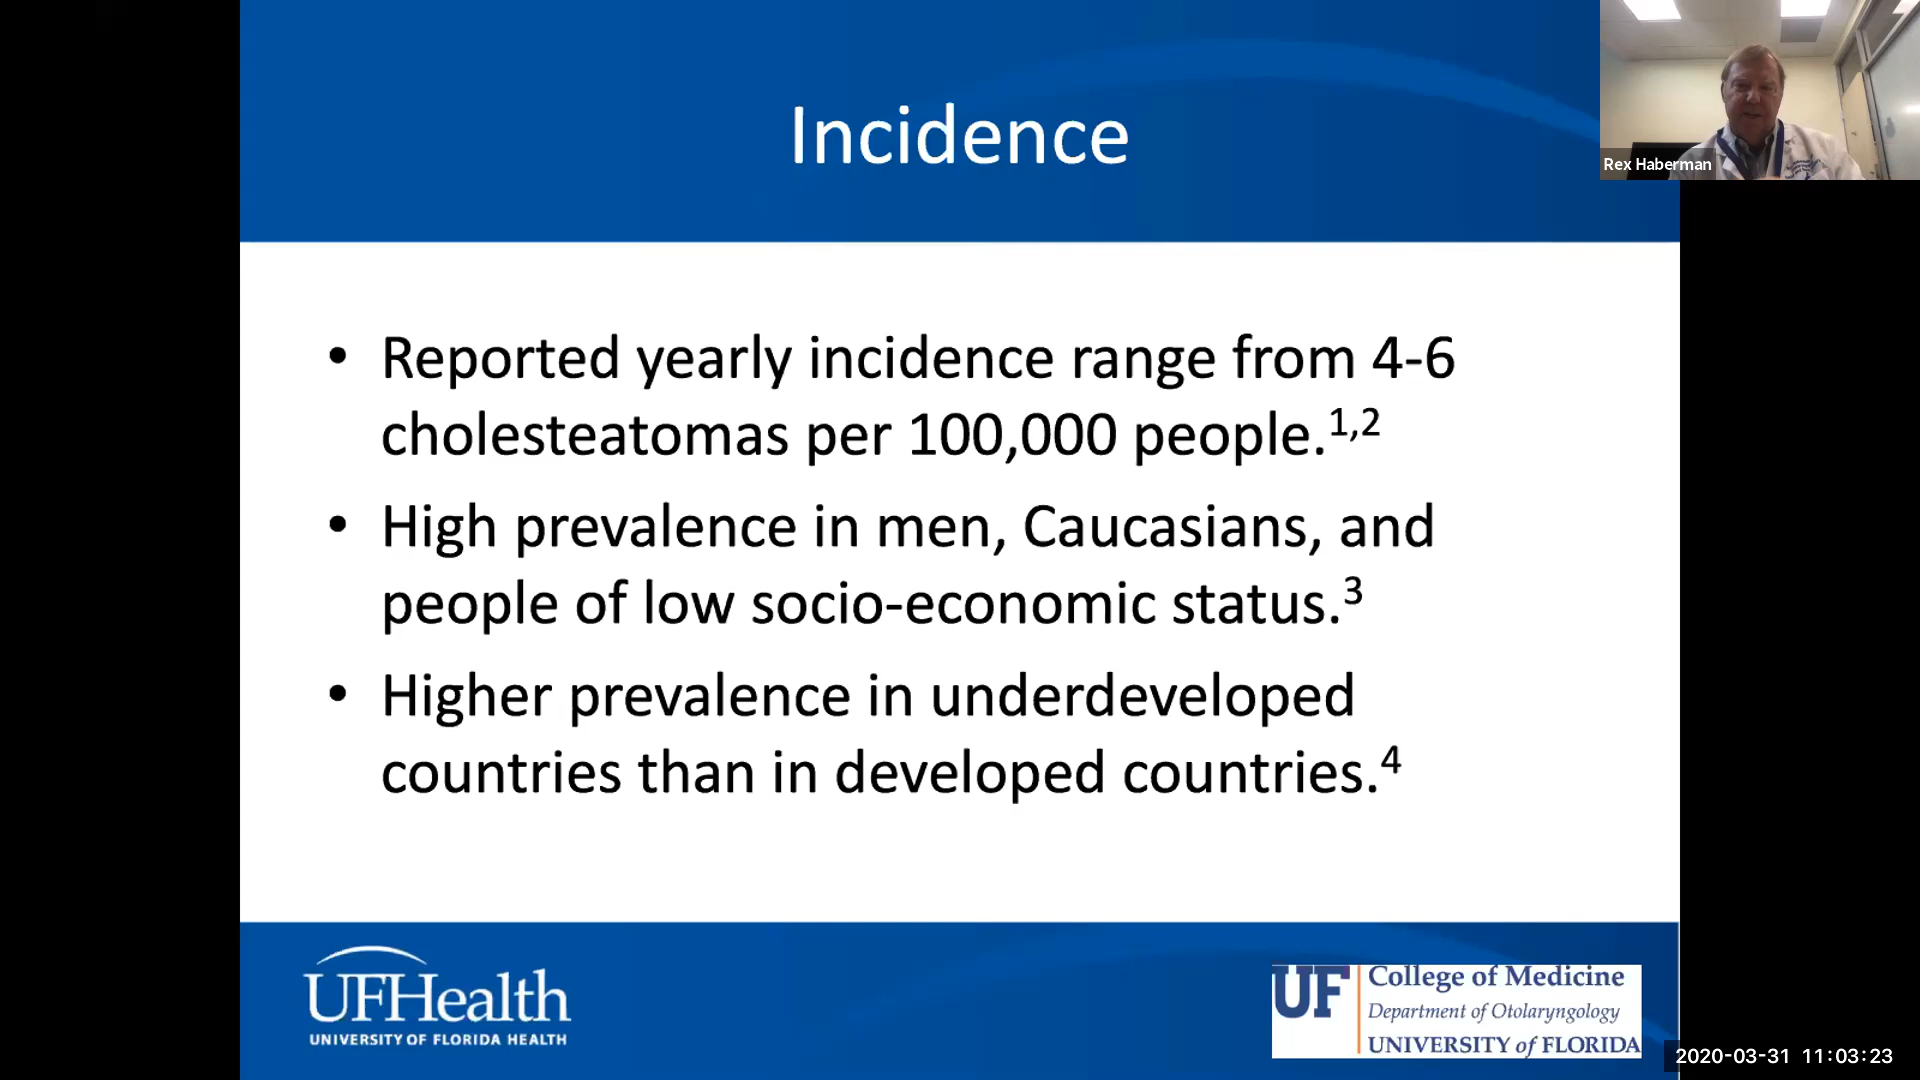 Incidence
Rex Haberman
• Reported yearly incidence range from 4-6
cholesteatomas per 100,000 people.1,2
• High prevalence in men, Caucasians, and
people of low socio-economic status.3
• Higher prevalence in underdeveloped
countries than in developed countries.4
UFHealth
UNIVERSITY OF FLORIDA HEALTH
UF
College of Medicine
Department of Otolaryngology
UNIVERSITY of FLORIDA
2020-03-31 11:03:23